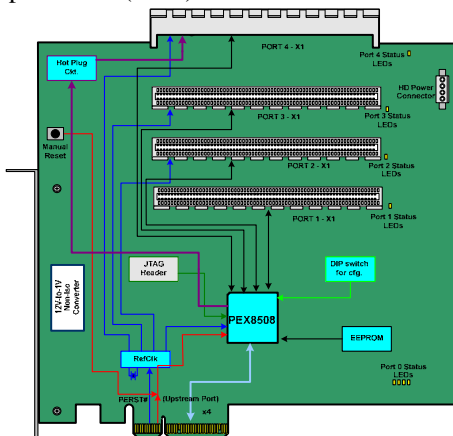 PORT 4 - X1
Hot Plug
Ckt.
Port 4 Status
LEDs
HD Power
Connector
PORT 3 - X1
Port 3 Status
LEDs
Manual
Reset
PORT 2 - X1
Port 2 Status
LEDs
PORT 1 - X1
Port 1 Status
LEDs
JTAG
Header
DIP switch
for cfg.
12V-to-1V
Non-Iso
Converter
PEX8508
EEPROM
RefClk
Port 0 Status
LEDs
PERST#
(Upstream Port)
x4